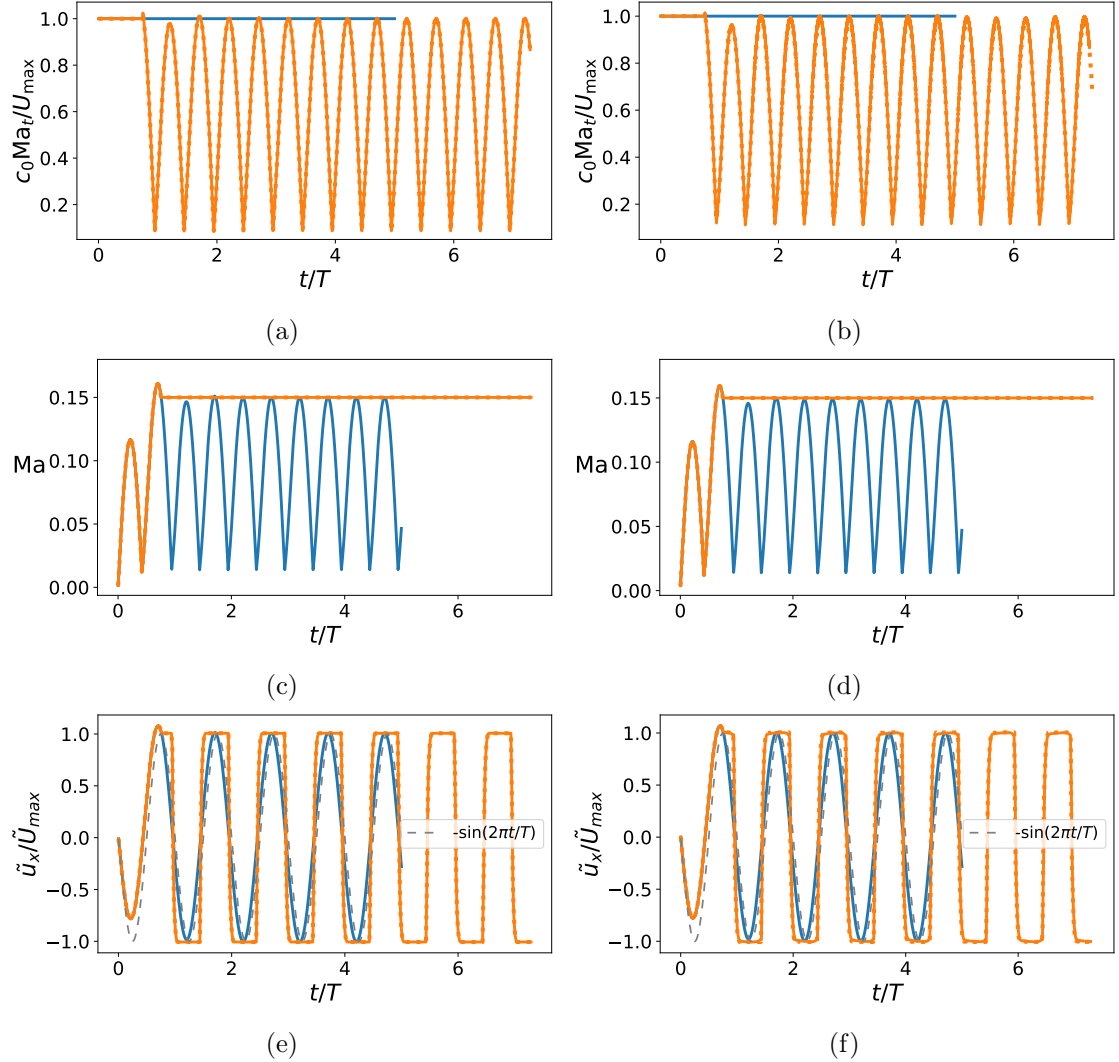 1.0
0.8
0.6
0.4
0.2
c₀Maₜ/Uₘₐₓ
0 2 4 6
t/T
(a)
1.0
0.8
0.6
0.4
0.2
c₀Maₜ/Uₘₐₓ
0 2 4 6
t/T
(b)
0.15
0.10
0.05
0.00
Ma
0 2 4 6
t/T
(c)
0.15
0.10
0.05
0.00
Ma
0 2 4 6
t/T
(d)
1.0
0.5
0.0
−0.5
−1.0
ũₓ/Ũₘₐₓ
-sin(2πt/T)
0 2 4 6
t/T
(e)
1.0
0.5
0.0
−0.5
−1.0
ũₓ/Ũₘₐₓ
-sin(2πt/T)
0 2 4 6
t/T
(f)